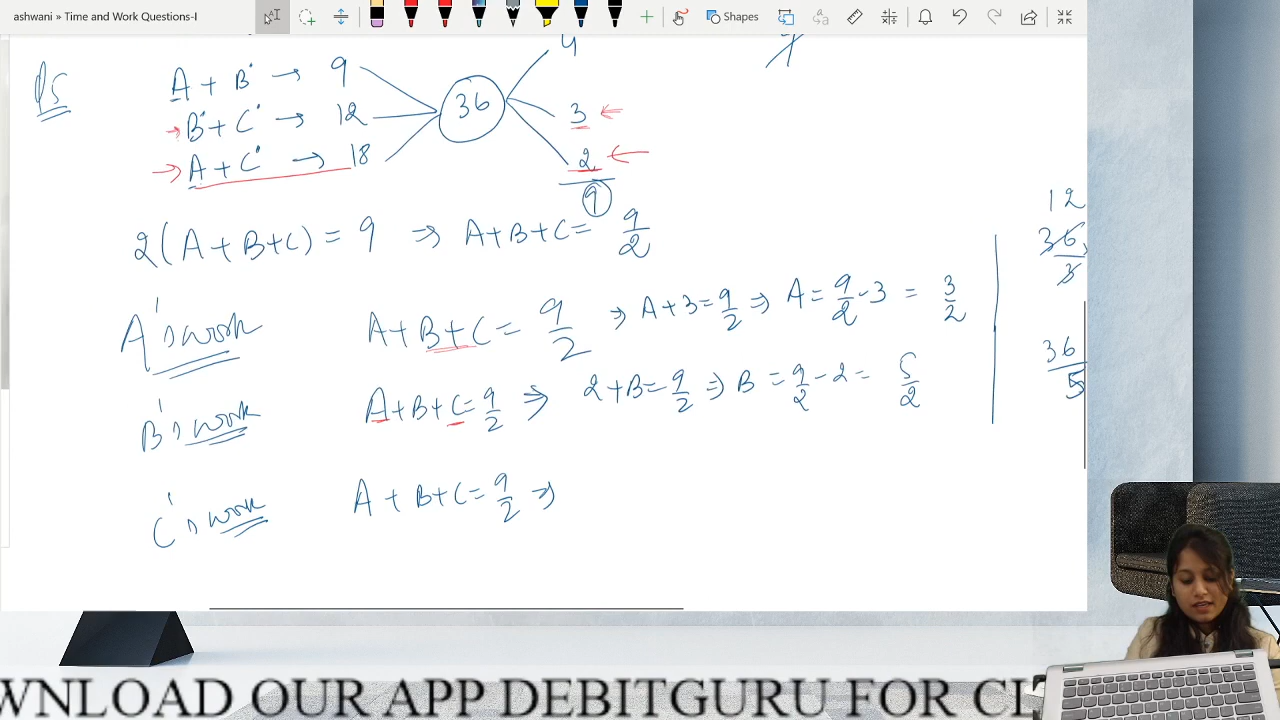 ashwani » Time and Work Questions-I
Shapes
4
A + B → 9
B + C → 12
36
3
A + C → 18
2
9
12
2(A+B+C) = 9 ⇒ A+B+C = 9/2
36/3
A's work A+B+C = 9/2 ⇒ A+3 = 9/2 ⇒ A = 9/2 - 3 = 3/2
36/5
B's work A+B+C = 9/2 ⇒ 2+B = 9/2 ⇒ B = 9/2 - 2 = 5/2
C's work A+B+C = 9/2 ⇒
WNLOAD OUR APP DEBITGURU FOR